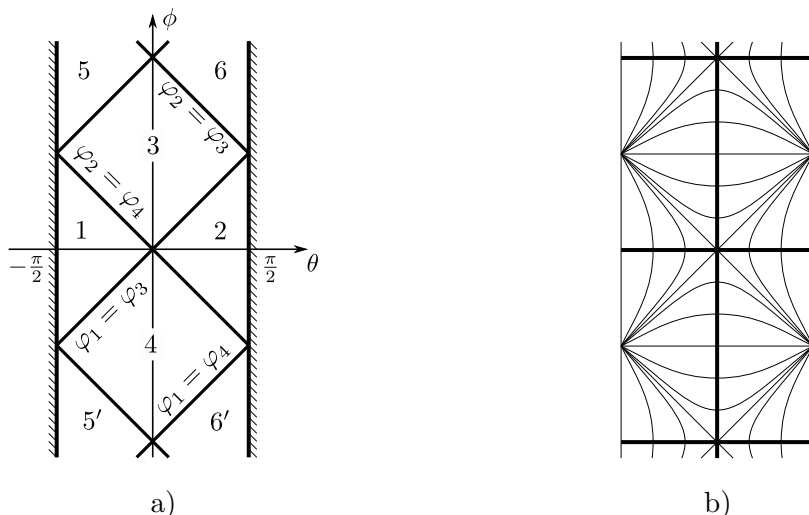 ϕ
5
6
φ₂ = φ₃
3
φ₂ = φ₄
1
2
−π/2
π/2
θ
φ₁ = φ₃
4
φ₁ = φ₄
5′
6′
a)
b)